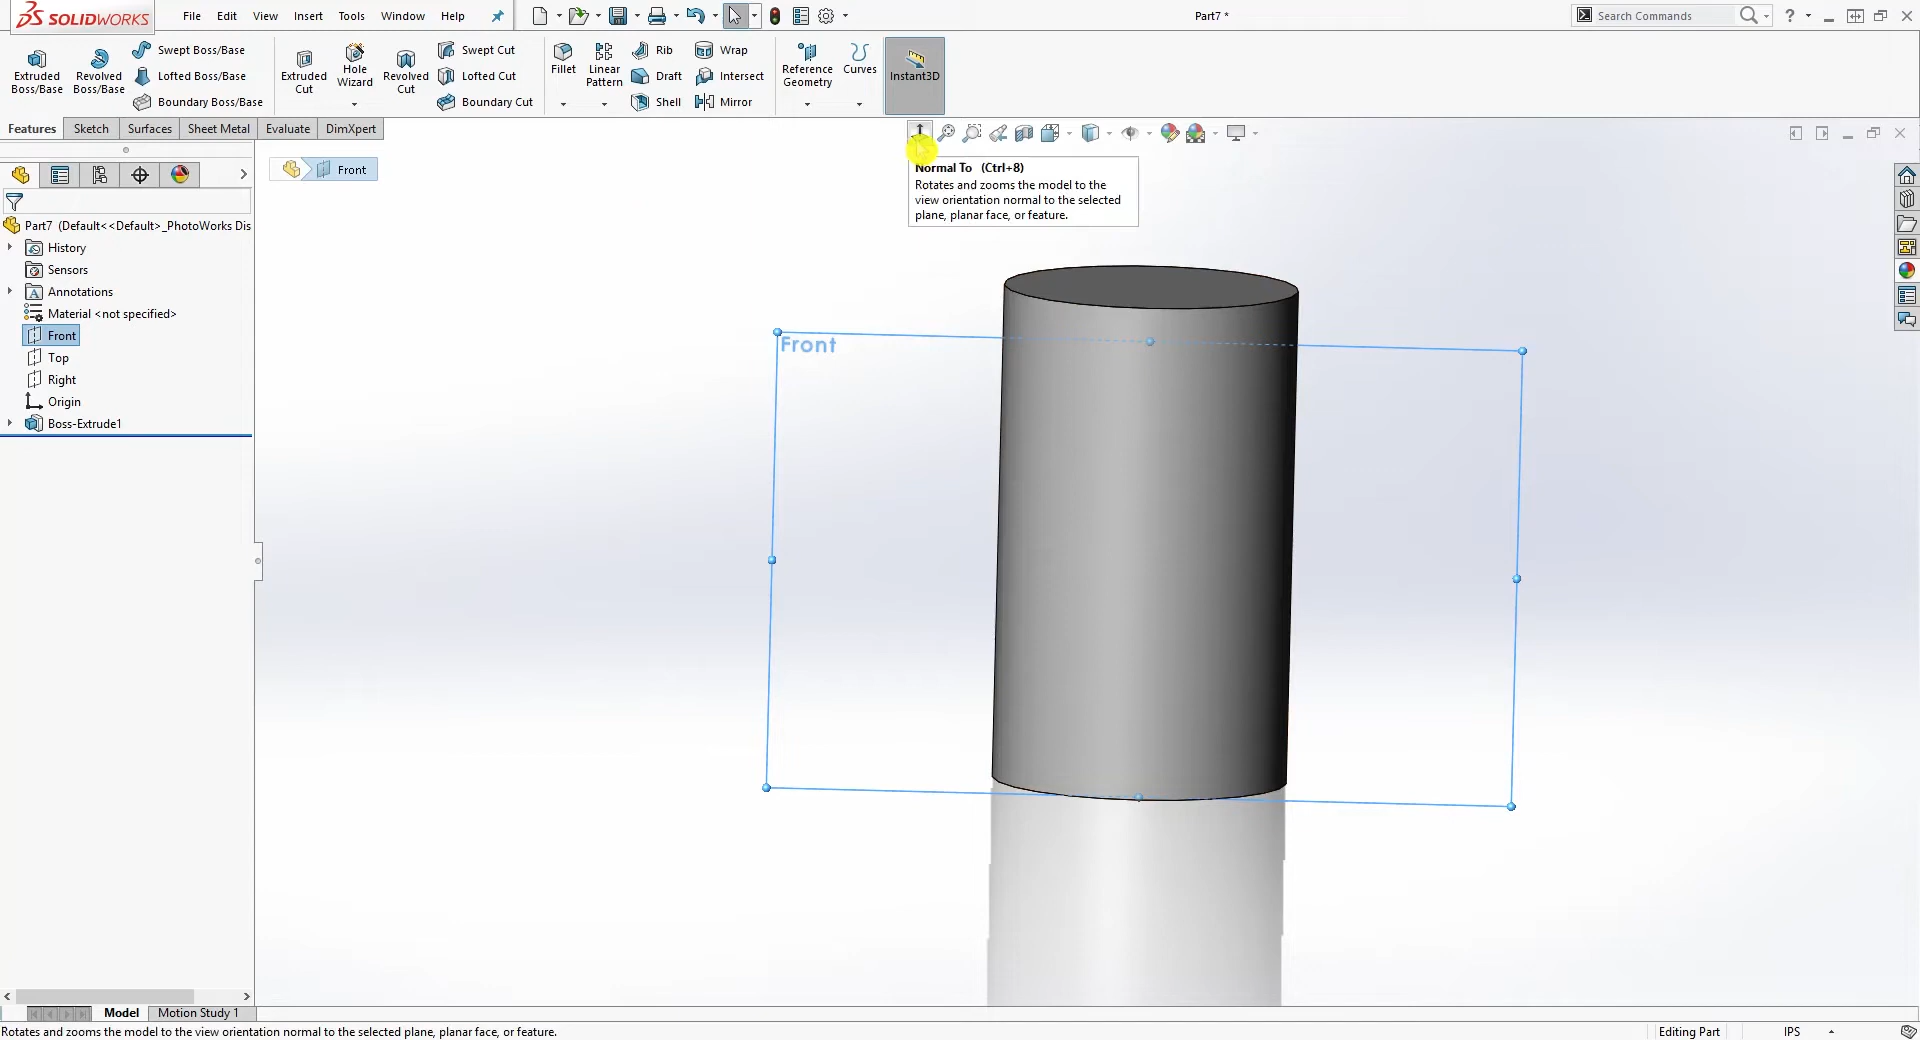 SOLIDWORKS
File Edit View Insert Tools Window Help
Part7 *
Search Commands
Extruded Boss/Base
Revolved Boss/Base
Swept Boss/Base
Lofted Boss/Base
Boundary Boss/Base
Extruded Cut
Hole Wizard
Revolved Cut
Swept Cut
Lofted Cut
Boundary Cut
Fillet
Linear Pattern
Rib
Draft
Shell
Wrap
Intersect
Mirror
Reference Geometry
Curves
Instant3D
Features Sketch Surfaces Sheet Metal Evaluate DimXpert
Front
Normal To (Ctrl+8)
Rotates and zooms the model to the
view orientation normal to the selected
plane, planar face, or feature.
Part7 (Default<<Default>_PhotoWorks Dis
History
Sensors
Annotations
Material <not specified>
Front
Top
Right
Origin
Boss-Extrude1
Front
Model Motion Study 1
Rotates and zooms the model to the view orientation normal to the selected plane, planar face, or feature.
Editing Part
IPS